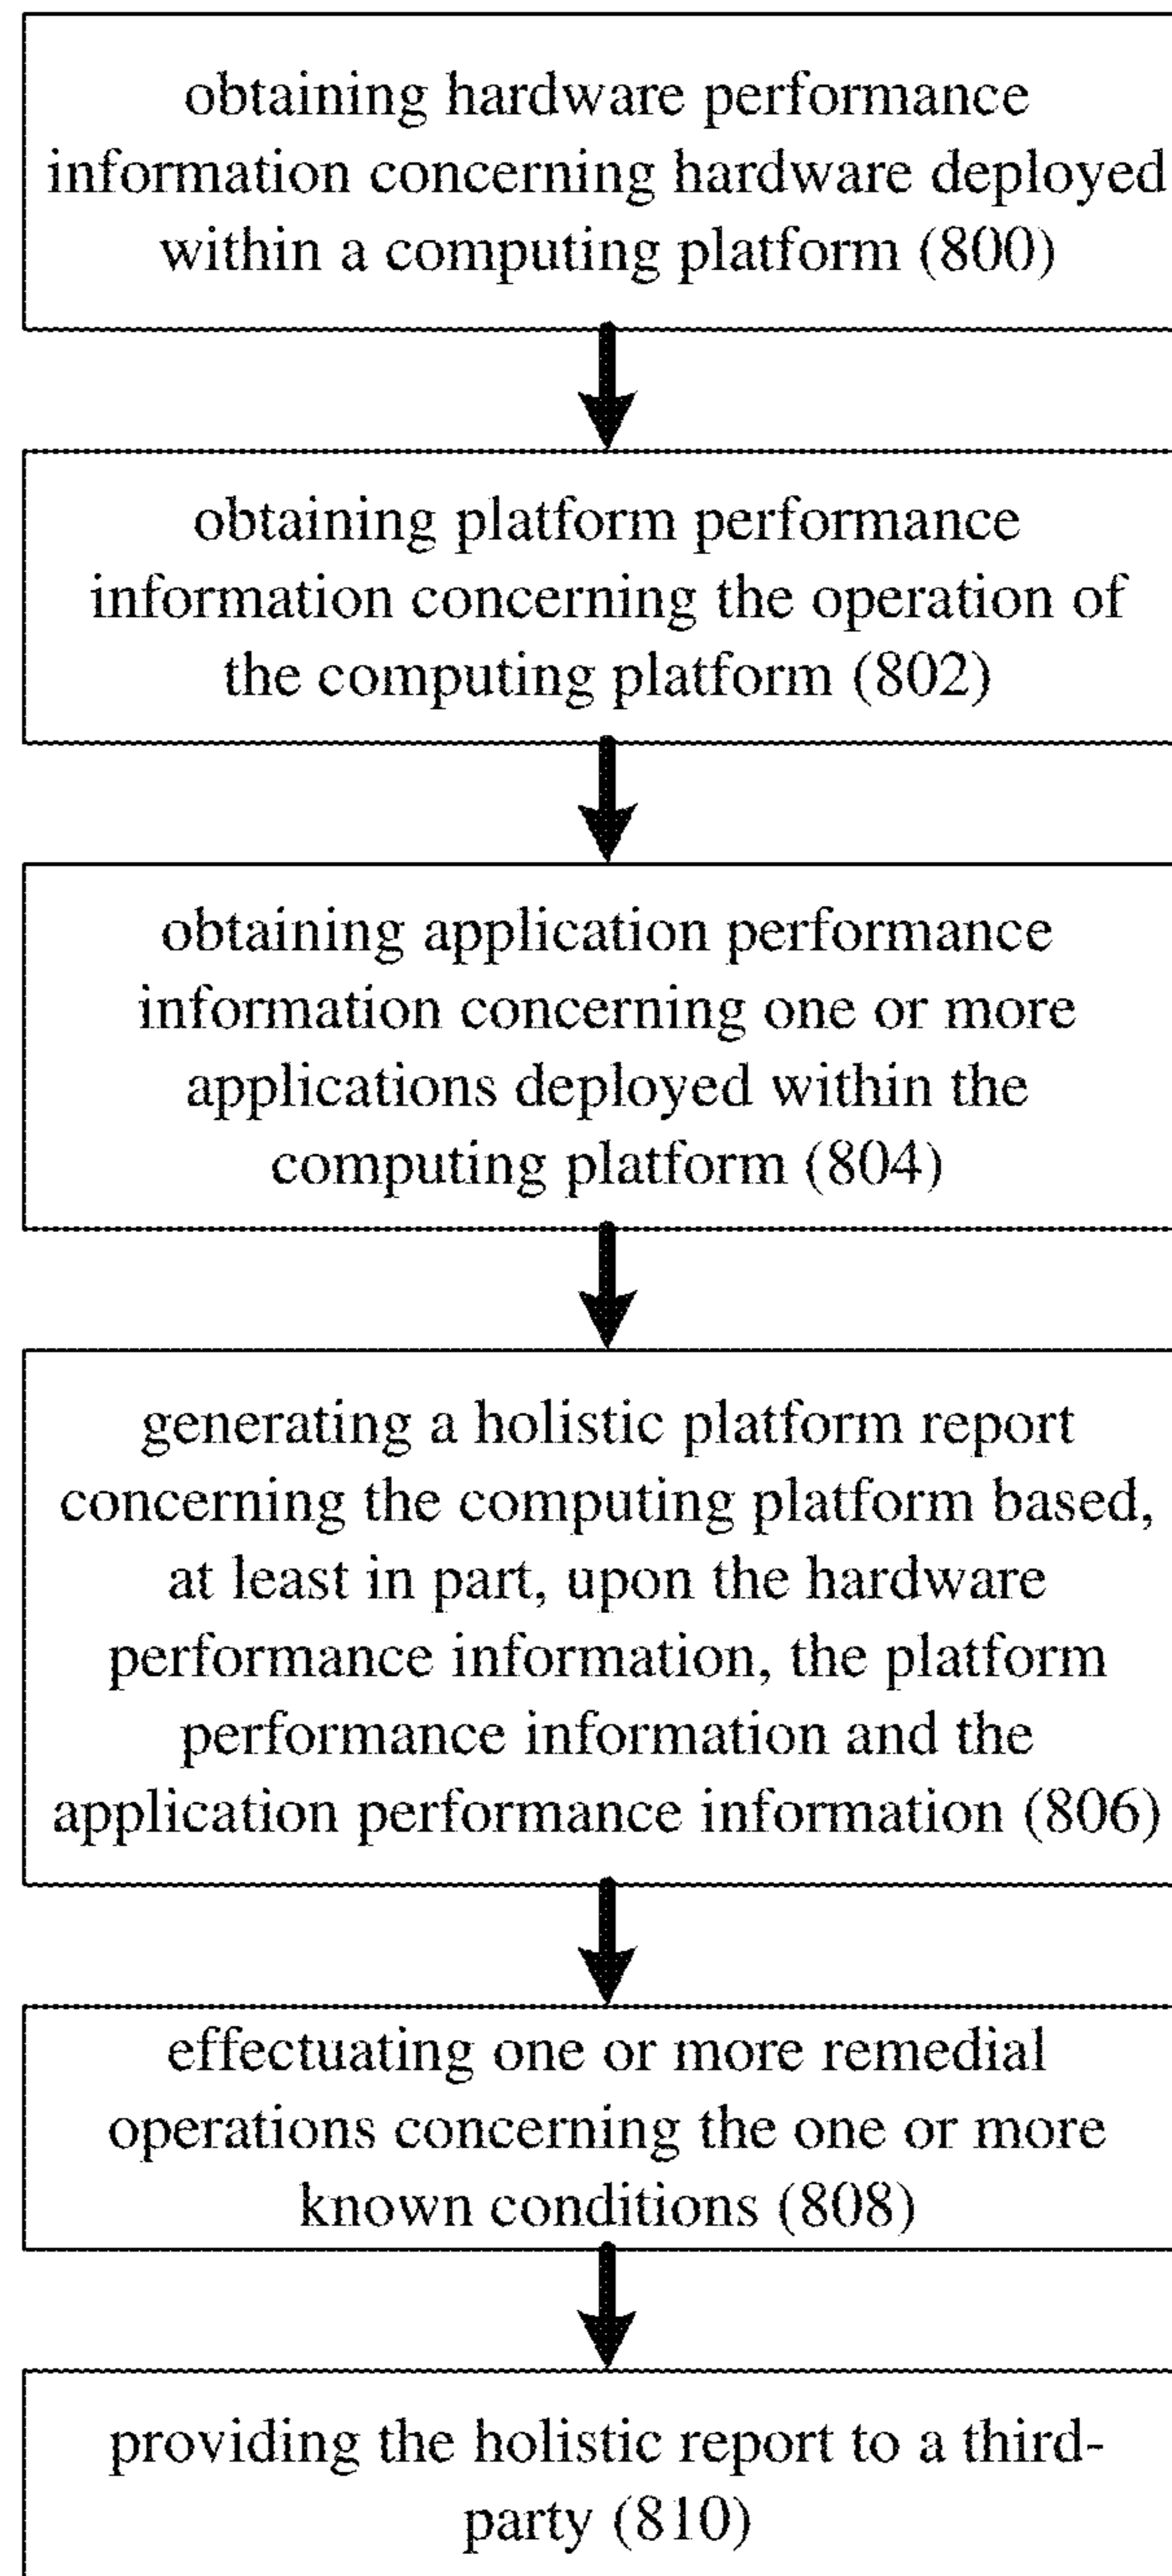 obtaining hardware performance
information concerning hardware deployed
within a computing platform (800)
obtaining platform performance
information concerning the operation of
the computing platform (802)
obtaining application performance
information concerning one or more
applications deployed within the
computing platform (804)
generating a holistic platform report
concerning the computing platform based,
at least in part, upon the hardware
performance information, the platform
performance information and the
application performance information (806)
effectuating one or more remedial
operations concerning the one or more
known conditions (808)
providing the holistic report to a third-
party (810)